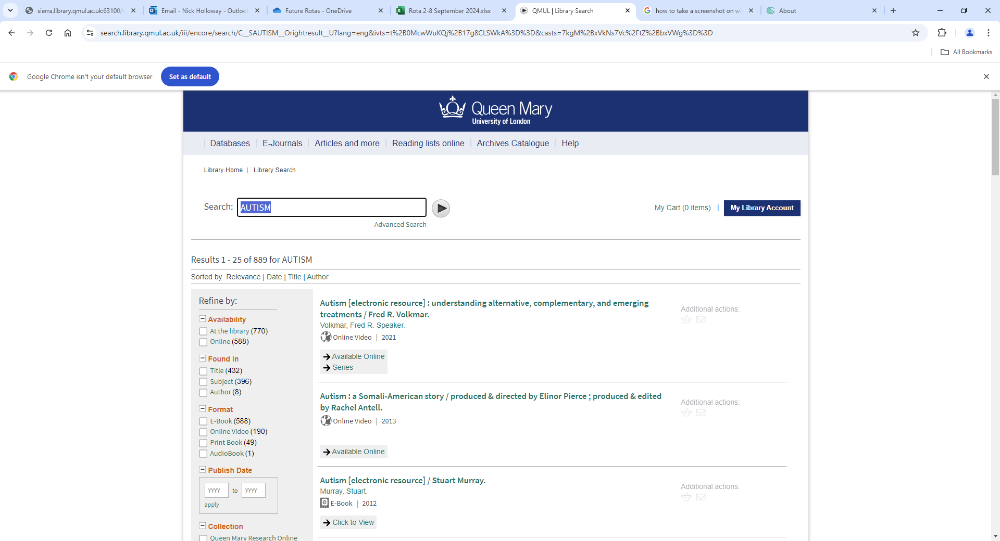 sierra.library.qmul.ac.uk:63100/s
Email - Nick Holloway - Outlook
Future Rotas - OneDrive
Rota 2-8 September 2024.xlsx
QMUL | Library Search
how to take a screenshot on wi
About
search.library.qmul.ac.uk/iii/encore/search/C__SAUTISM__Orightresult__U?lang=eng&ivts=t%2B0McwWuKQj%2B17g8CLSWkA%3D%3D&casts=7kgM%2BxVkNs7Vc%2FtZ%2BbxVWg%3D%3D
All Bookmarks
Google Chrome isn't your default browser
Set as default
Queen Mary
University of London
Databases | E-Journals | Articles and more | Reading lists online | Archives Catalogue | Help
Library Home | Library Search
Search: AUTISM
My Cart (0 items) | My Library Account
Advanced Search
Results 1 - 25 of 889 for AUTISM
Sorted by Relevance | Date | Title | Author
Refine by:
Availability
At the library (770)
Online (588)
Found In
Title (432)
Subject (396)
Author (8)
Format
E-Book (588)
Online Video (190)
Print Book (49)
AudioBook (1)
Publish Date
YYYY to YYYY
apply
Collection
Queen Mary Research Online
Autism [electronic resource] : understanding alternative, complementary, and emerging
treatments / Fred R. Volkmar.
Volkmar, Fred R. Speaker.
Online Video | 2021
Available Online
Series
Additional actions:
Autism : a Somali-American story / produced & directed by Elinor Pierce ; produced & edited
by Rachel Antell.
Online Video | 2013
Available Online
Additional actions:
Autism [electronic resource] / Stuart Murray.
Murray, Stuart.
E-Book | 2012
Click to View
Additional actions: